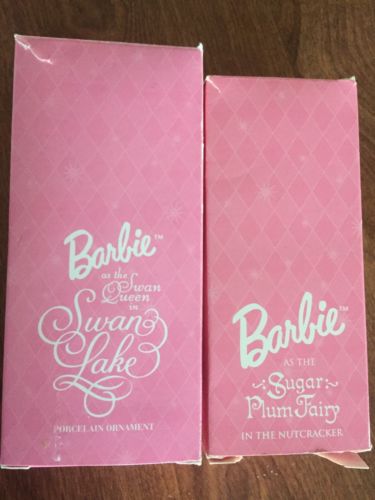 Barbie™
as the Swan
Queen
IN
Swan
Lake
PORCELAIN ORNAMENT
Barbie™
AS THE
Sugar
Plum Fairy
IN THE NUTCRACKER